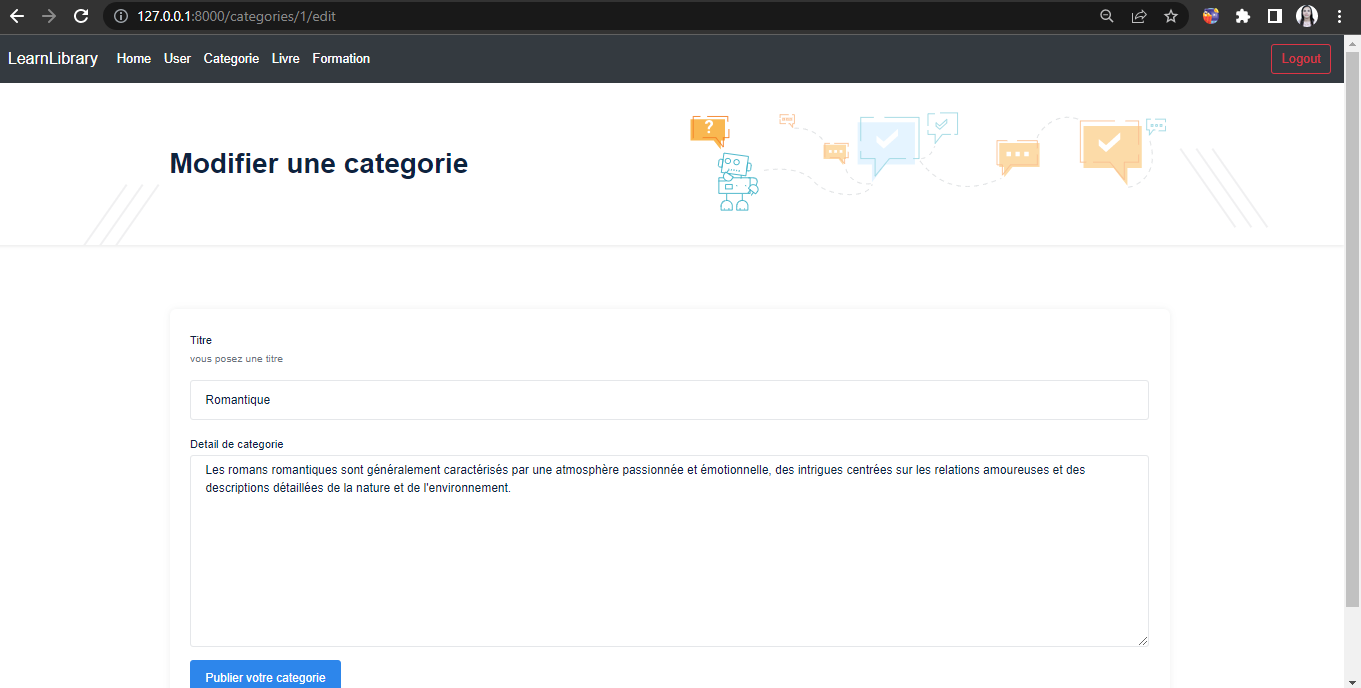 127.0.0.1:8000/categories/1/edit
LearnLibrary Home User Categorie Livre Formation Logout
?
Modifier une categorie
Titre
vous posez une titre
Romantique
Detail de categorie
Les romans romantiques sont généralement caractérisés par une atmosphère passionnée et émotionnelle, des intrigues centrées sur les relations amoureuses et des
descriptions détaillées de la nature et de l'environnement.
Publier votre categorie